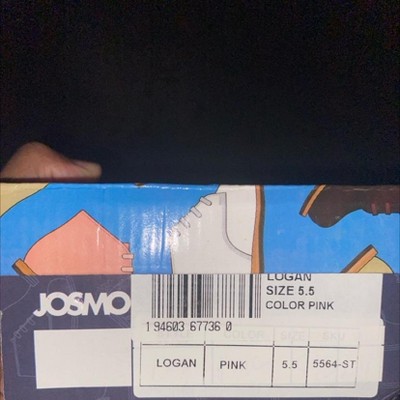 LOGAN
SIZE 5.5
COLOR PINK
JOSMO
1 94603 67736 0
LOGAN PINK 5.5 5564-ST